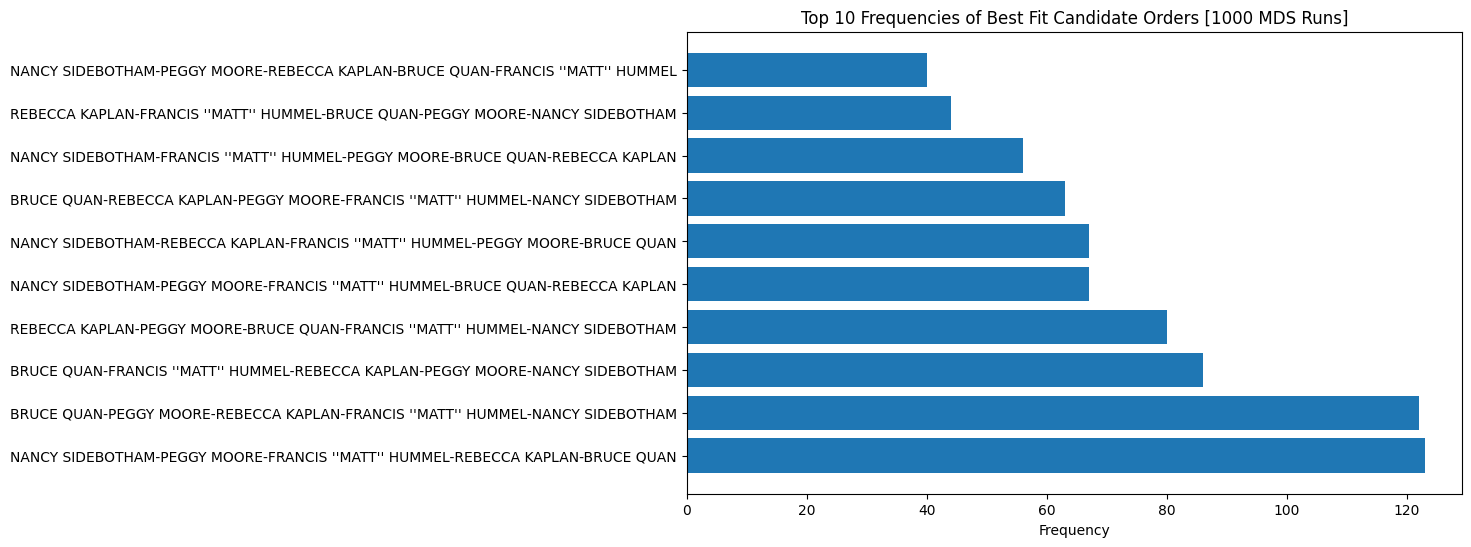 Top 10 Frequencies of Best Fit Candidate Orders [1000 MDS Runs]
NANCY SIDEBOTHAM-PEGGY MOORE-REBECCA KAPLAN-BRUCE QUAN-FRANCIS ''MATT'' HUMMEL
REBECCA KAPLAN-FRANCIS ''MATT'' HUMMEL-BRUCE QUAN-PEGGY MOORE-NANCY SIDEBOTHAM
NANCY SIDEBOTHAM-FRANCIS ''MATT'' HUMMEL-PEGGY MOORE-BRUCE QUAN-REBECCA KAPLAN
BRUCE QUAN-REBECCA KAPLAN-PEGGY MOORE-FRANCIS ''MATT'' HUMMEL-NANCY SIDEBOTHAM
NANCY SIDEBOTHAM-REBECCA KAPLAN-FRANCIS ''MATT'' HUMMEL-PEGGY MOORE-BRUCE QUAN
NANCY SIDEBOTHAM-PEGGY MOORE-FRANCIS ''MATT'' HUMMEL-BRUCE QUAN-REBECCA KAPLAN
REBECCA KAPLAN-PEGGY MOORE-BRUCE QUAN-FRANCIS ''MATT'' HUMMEL-NANCY SIDEBOTHAM
BRUCE QUAN-FRANCIS ''MATT'' HUMMEL-REBECCA KAPLAN-PEGGY MOORE-NANCY SIDEBOTHAM
BRUCE QUAN-PEGGY MOORE-REBECCA KAPLAN-FRANCIS ''MATT'' HUMMEL-NANCY SIDEBOTHAM
NANCY SIDEBOTHAM-PEGGY MOORE-FRANCIS ''MATT'' HUMMEL-REBECCA KAPLAN-BRUCE QUAN
0 20 40 60 80 100 120
Frequency